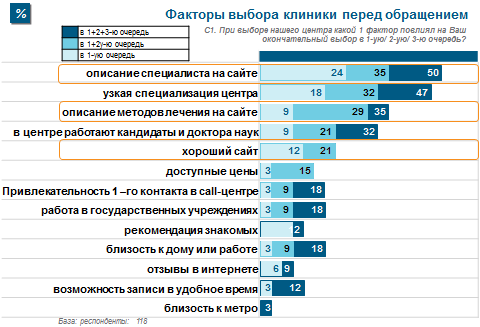 %
Факторы выбора клиники перед обращением
С1. При выборе нашего центра какой 1 фактор повлиял на Ваш
окончательный выбор в 1-ую/ 2-ую/ 3-ю очередь?
в 1+2+3-ю очередь
в 1+2ую-ю очередь
в 1-ую очередь
описание специалиста на сайте 24 35 50
узкая специализация центра 18 32 47
описание методов лечения на сайте 9 29 35
в центре работают кандидаты и доктора наук 9 21 32
хороший сайт 12 21
доступные цены 3 15
Привлекательность 1 –го контакта в call-центре 3 9 18
работа в государственных учреждениях 3 9 18
рекомендация знакомых 2
близость к дому или работе 3 9 18
отзывы в интернете 6 9
возможность записи в удобное время 3 12
близость к метро 3
База: респонденты: 118